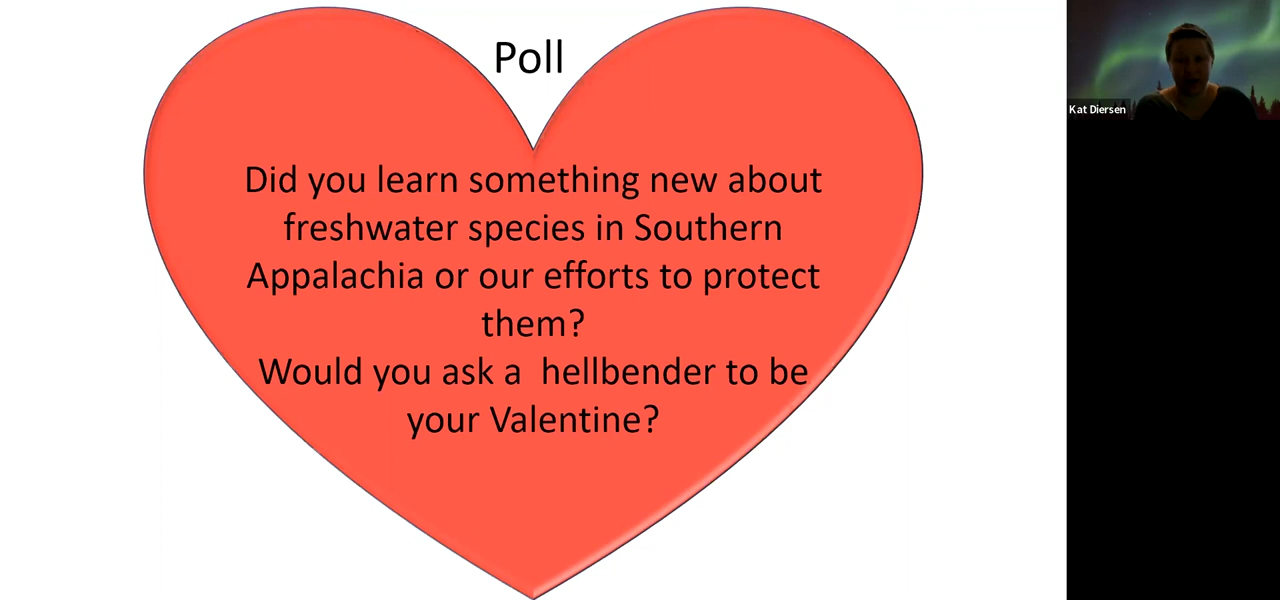 Poll
Did you learn something new about
freshwater species in Southern
Appalachia or our efforts to protect
them?
Would you ask a  hellbender to be
your Valentine?
Kat Diersen